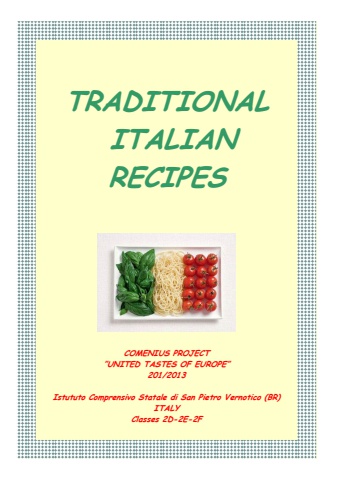 TRADITIONAL
ITALIAN
RECIPES
COMENIUS PROJECT
“UNITED TASTES OF EUROPE”
201/2013
Istututo Comprensivo Statale di San Pietro Vernotico (BR)
ITALY
Classes 2D-2E-2F